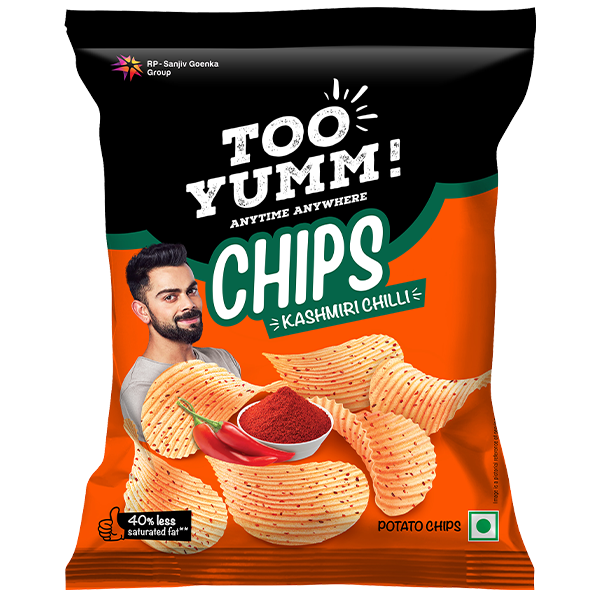 RP-Sanjiv Goenka
Group
TOO
YUMM!
ANYTIME ANYWHERE
CHIPS
KASHMIRI CHILLI
40% less
saturated fat**
POTATO CHIPS